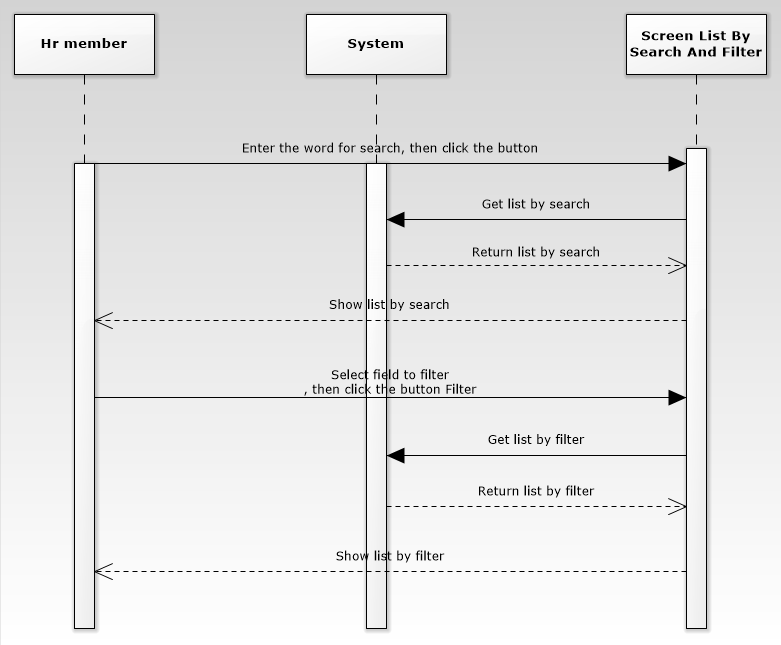 Hr member
System
Screen List By
Search And Filter
Enter the word for search, then click the button
Get list by search
Return list by search
Show list by search
Select field to filter
, then click the button Filter
Get list by filter
Return list by filter
Show list by filter